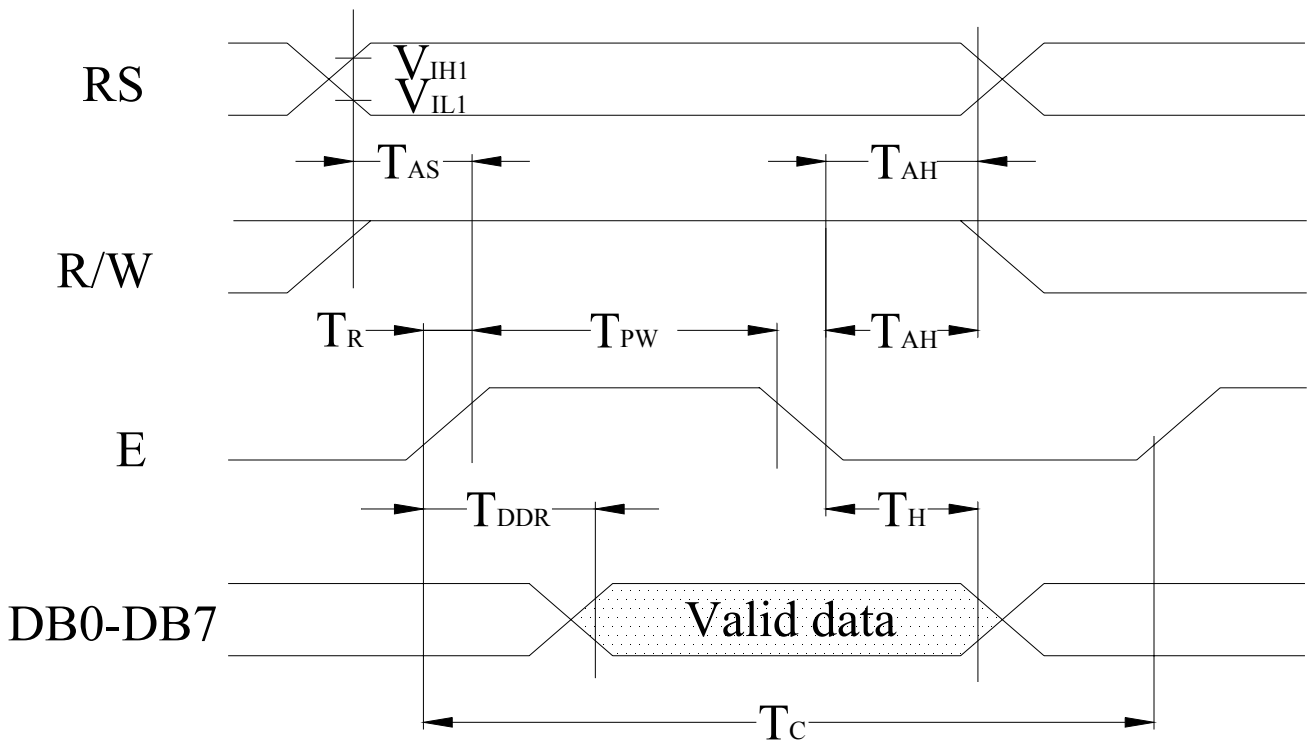 RS
VIH1
VIL1
TAS
TAH
R/W
TR
TPW
TAH
E
TDDR
TH
DB0-DB7
Valid data
TC